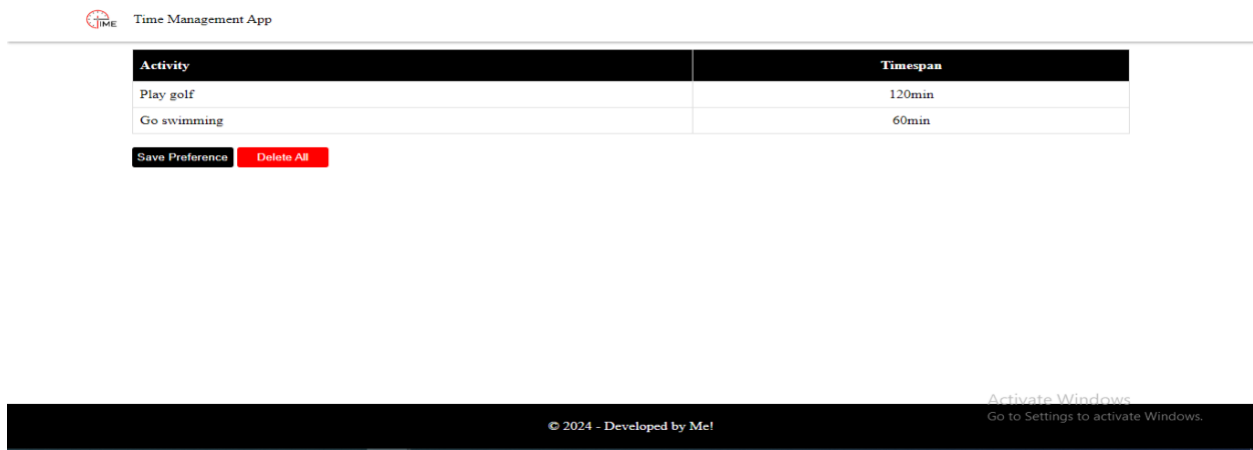 TIME Time Management App
Activity Timespan
Play golf 120min
Go swimming 60min
Save Preference Delete All
Activate Windows
Go to Settings to activate Windows.
© 2024 - Developed by Me!